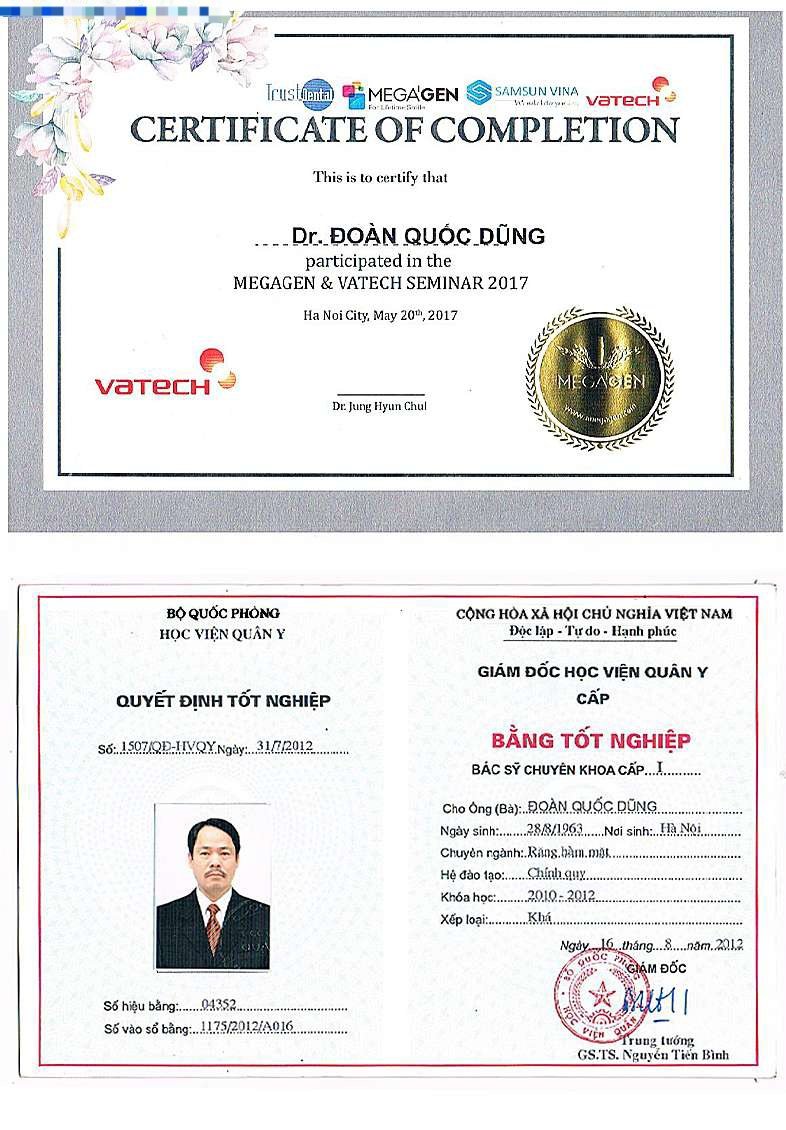 Trust Dental
MEGA'GEN
For Lifetime Smile
SAMSUN VINA
vatech
CERTIFICATE OF COMPLETION
This is to certify that
Dr. ĐOÀN QUỐC DŨNG
participated in the
MEGAGEN & VATECH SEMINAR 2017
Ha Noi City, May 20th, 2017
vatech
MEGAGEN
Dr. Jung Hyun Chul
BỘ QUỐC PHÒNG
HỌC VIỆN QUÂN Y
QUYẾT ĐỊNH TỐT NGHIỆP
Số: 1507/QĐ-HVQY Ngày: 31/7/2012
Số hiệu bằng: 04352
Số vào sổ bằng: 1175/2012/A016
CỘNG HÒA XÃ HỘI CHỦ NGHĨA VIỆT NAM
Độc lập - Tự do - Hạnh phúc
GIÁM ĐỐC HỌC VIỆN QUÂN Y
CẤP
BẰNG TỐT NGHIỆP
BÁC SỸ CHUYÊN KHOA CẤP I
Cho Ông (Bà): ĐOÀN QUỐC DŨNG
Ngày sinh: 28/8/1963 Nơi sinh: Hà Nội
Chuyên ngành: Răng hàm mặt
Hệ đào tạo: Chính quy
Khóa học: 2010 - 2012
Xếp loại: Khá
Ngày 16 tháng 8 năm 2012
GIÁM ĐỐC
BỘ QUỐC PHÒNG
HỌC VIỆN QUÂN
Trung tướng
GS.TS. Nguyễn Tiến Bình